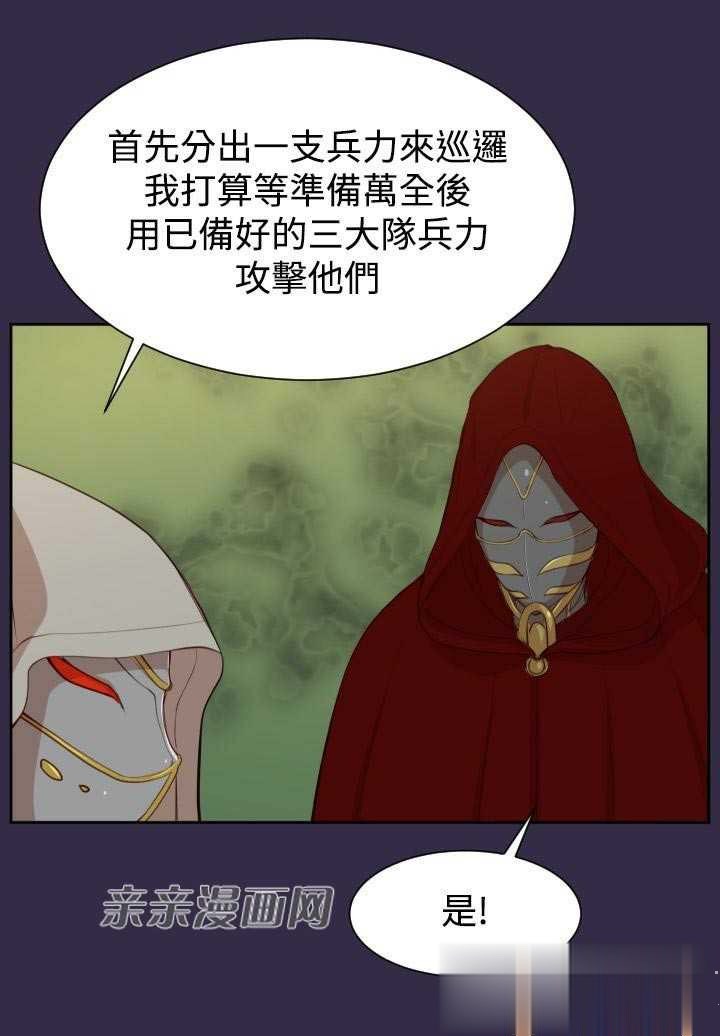 首先分出一支兵力來巡邏
我打算等準備萬全後
用已備好的三大隊兵力
攻擊他們
亲亲漫画网
是!